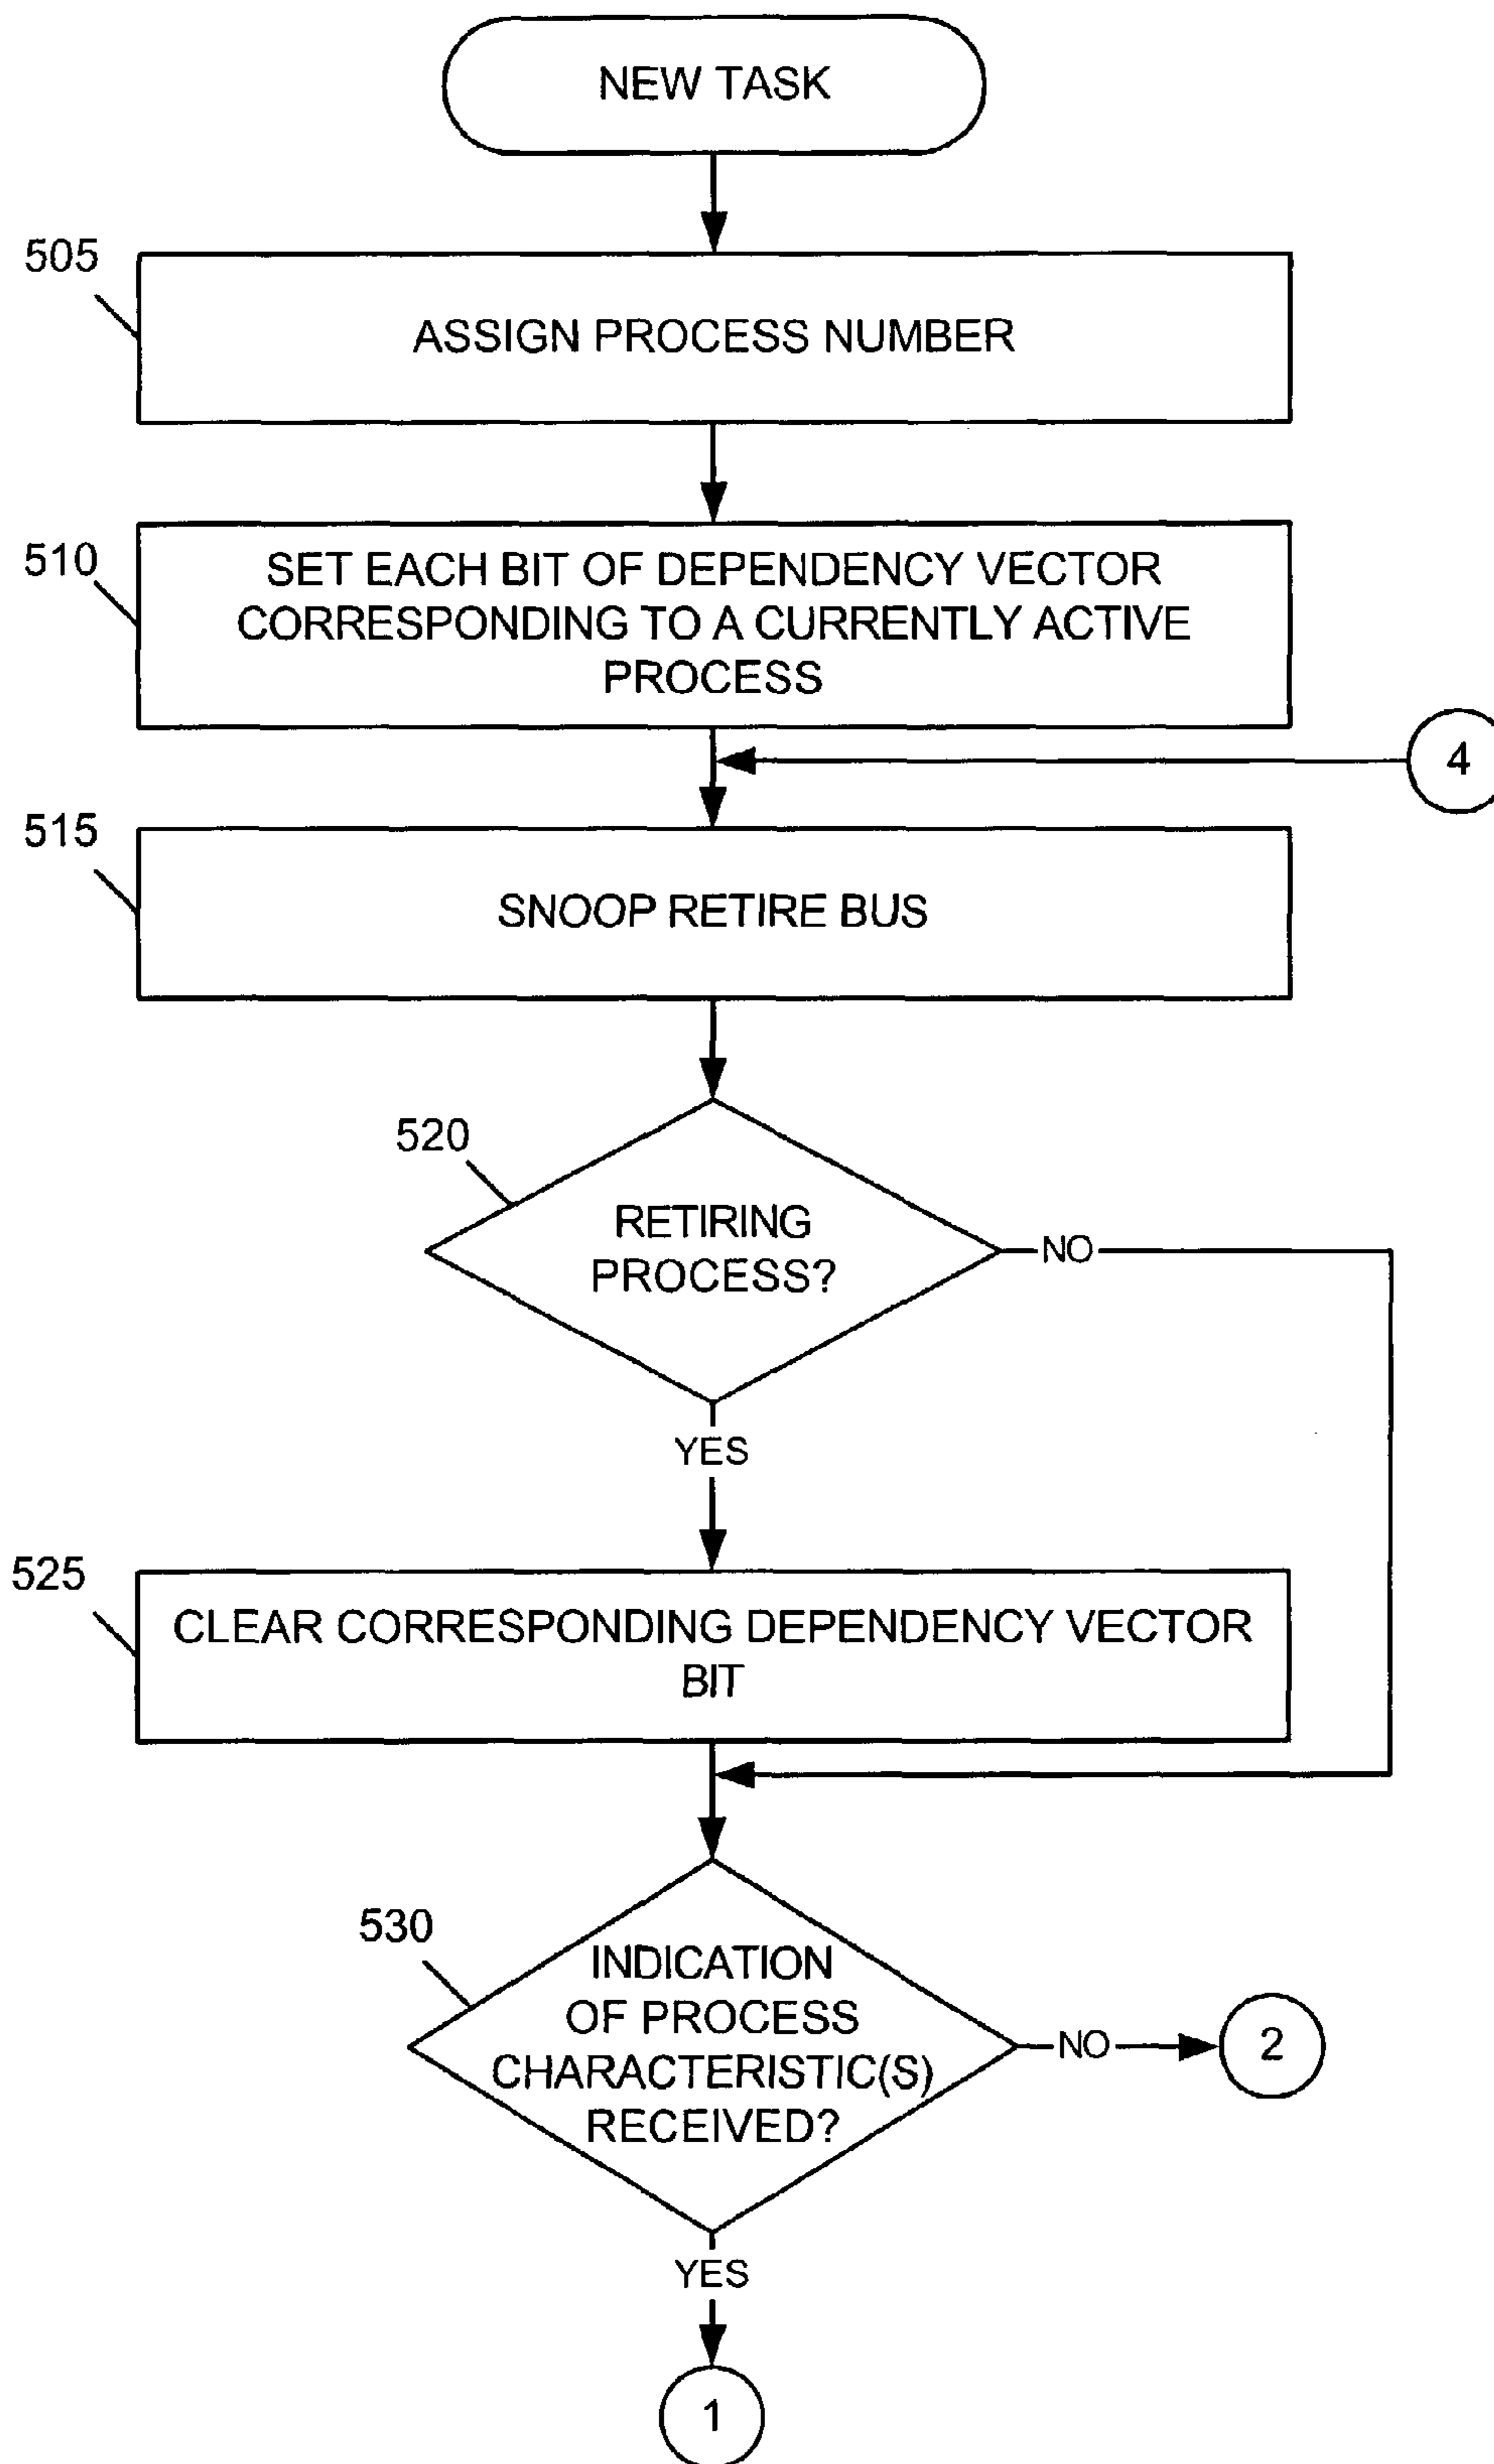 NEW TASK
505
ASSIGN PROCESS NUMBER
510
SET EACH BIT OF DEPENDENCY VECTOR
CORRESPONDING TO A CURRENTLY ACTIVE
PROCESS
4
515
SNOOP RETIRE BUS
520
RETIRING
PROCESS?
NO
YES
525
CLEAR CORRESPONDING DEPENDENCY VECTOR
BIT
530
INDICATION
OF PROCESS
CHARACTERISTIC(S)
RECEIVED?
NO
2
YES
1